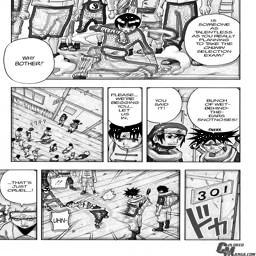 IS
SOMEONE
AS
TALENTLESS
AS YOU REALLY
PLANNING
TO TAKE
THE CHUNIN
SELECTION
EXAM?
WHY
BOTHER?
BUNCH OF
WET-
BEHIND-
THE-
EARS
SNOTNOSES!
YOU
SAID
IT!
PLEASE...
WE'RE
BEGGING
YOU.
LET
US
IN.
301
UHN-
...THAT'S
JUST
CRUEL...!